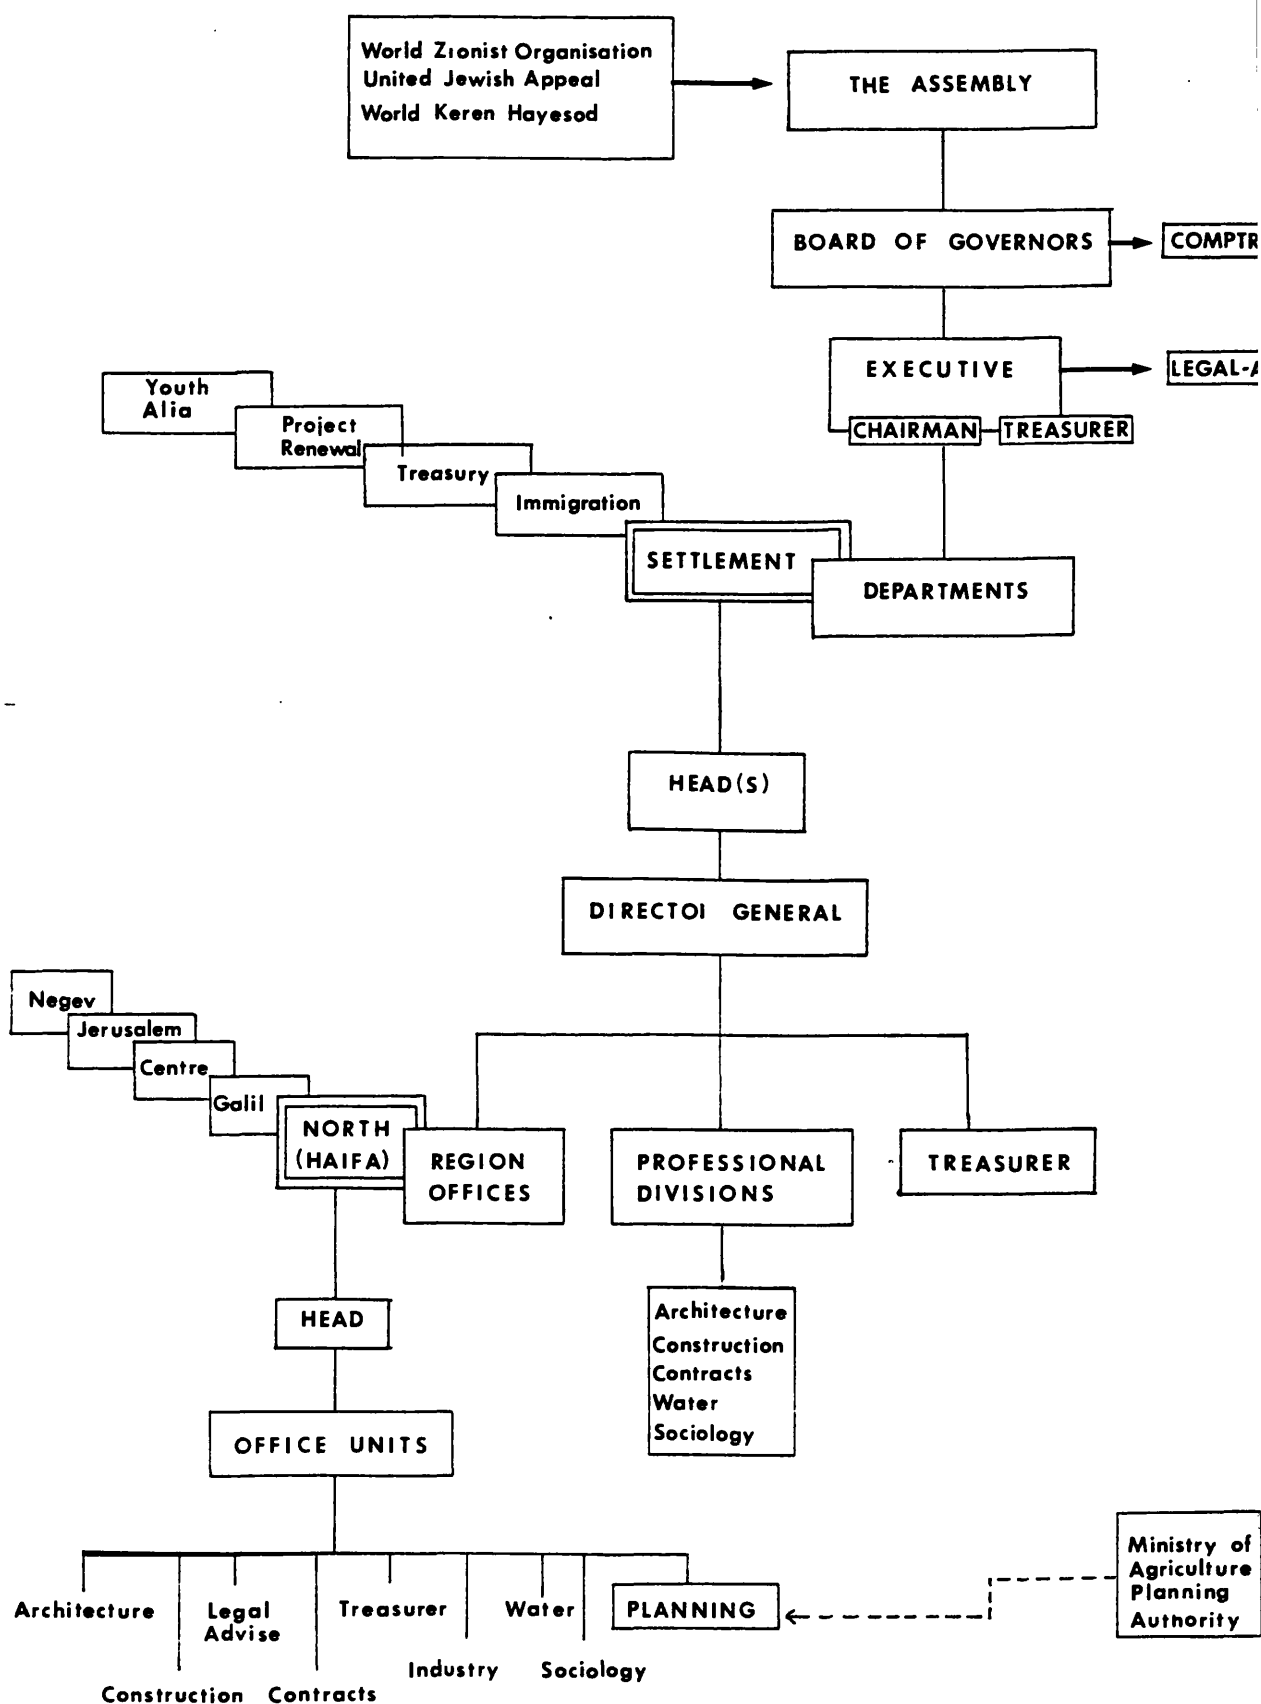 World Zionist Organisation
United Jewish Appeal
World Keren Hayesod
THE ASSEMBLY
BOARD OF GOVERNORS
COMPTR
EXECUTIVE
LEGAL-A
CHAIRMAN
TREASURER
Youth
Alia
Project
Renewal
Treasury
Immigration
SETTLEMENT
DEPARTMENTS
HEAD(S)
DIRECTOI GENERAL
Negev
Jerusalem
Centre
Galil
NORTH
(HAIFA)
REGION
OFFICES
PROFESSIONAL
DIVISIONS
TREASURER
HEAD
Architecture
Construction
Contracts
Water
Sociology
OFFICE UNITS
Ministry of
Agriculture
Planning
Authority
Architecture
Legal
Advise
Treasurer
Water
PLANNING
Industry
Sociology
Construction
Contracts